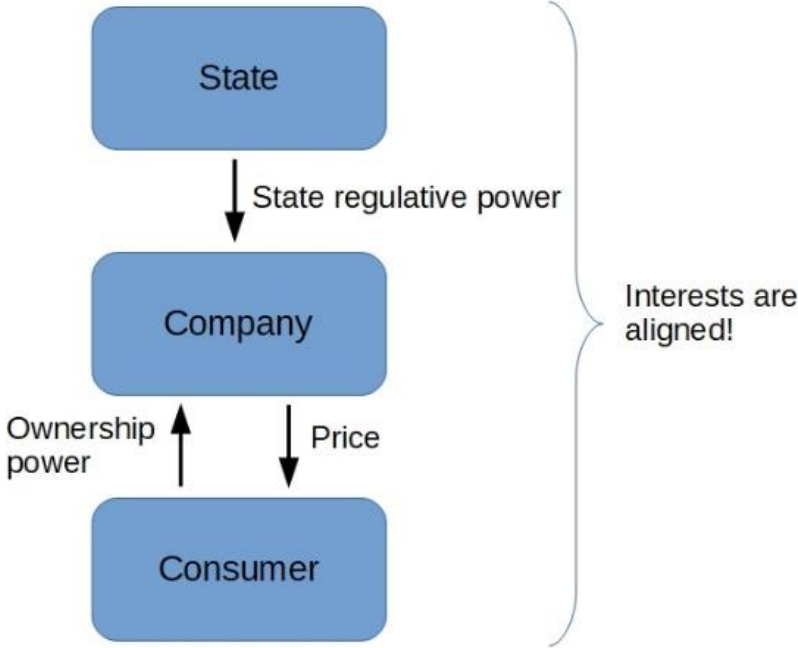 State
State regulative power
Company
Interests are
aligned!
Ownership
power
Price
Consumer